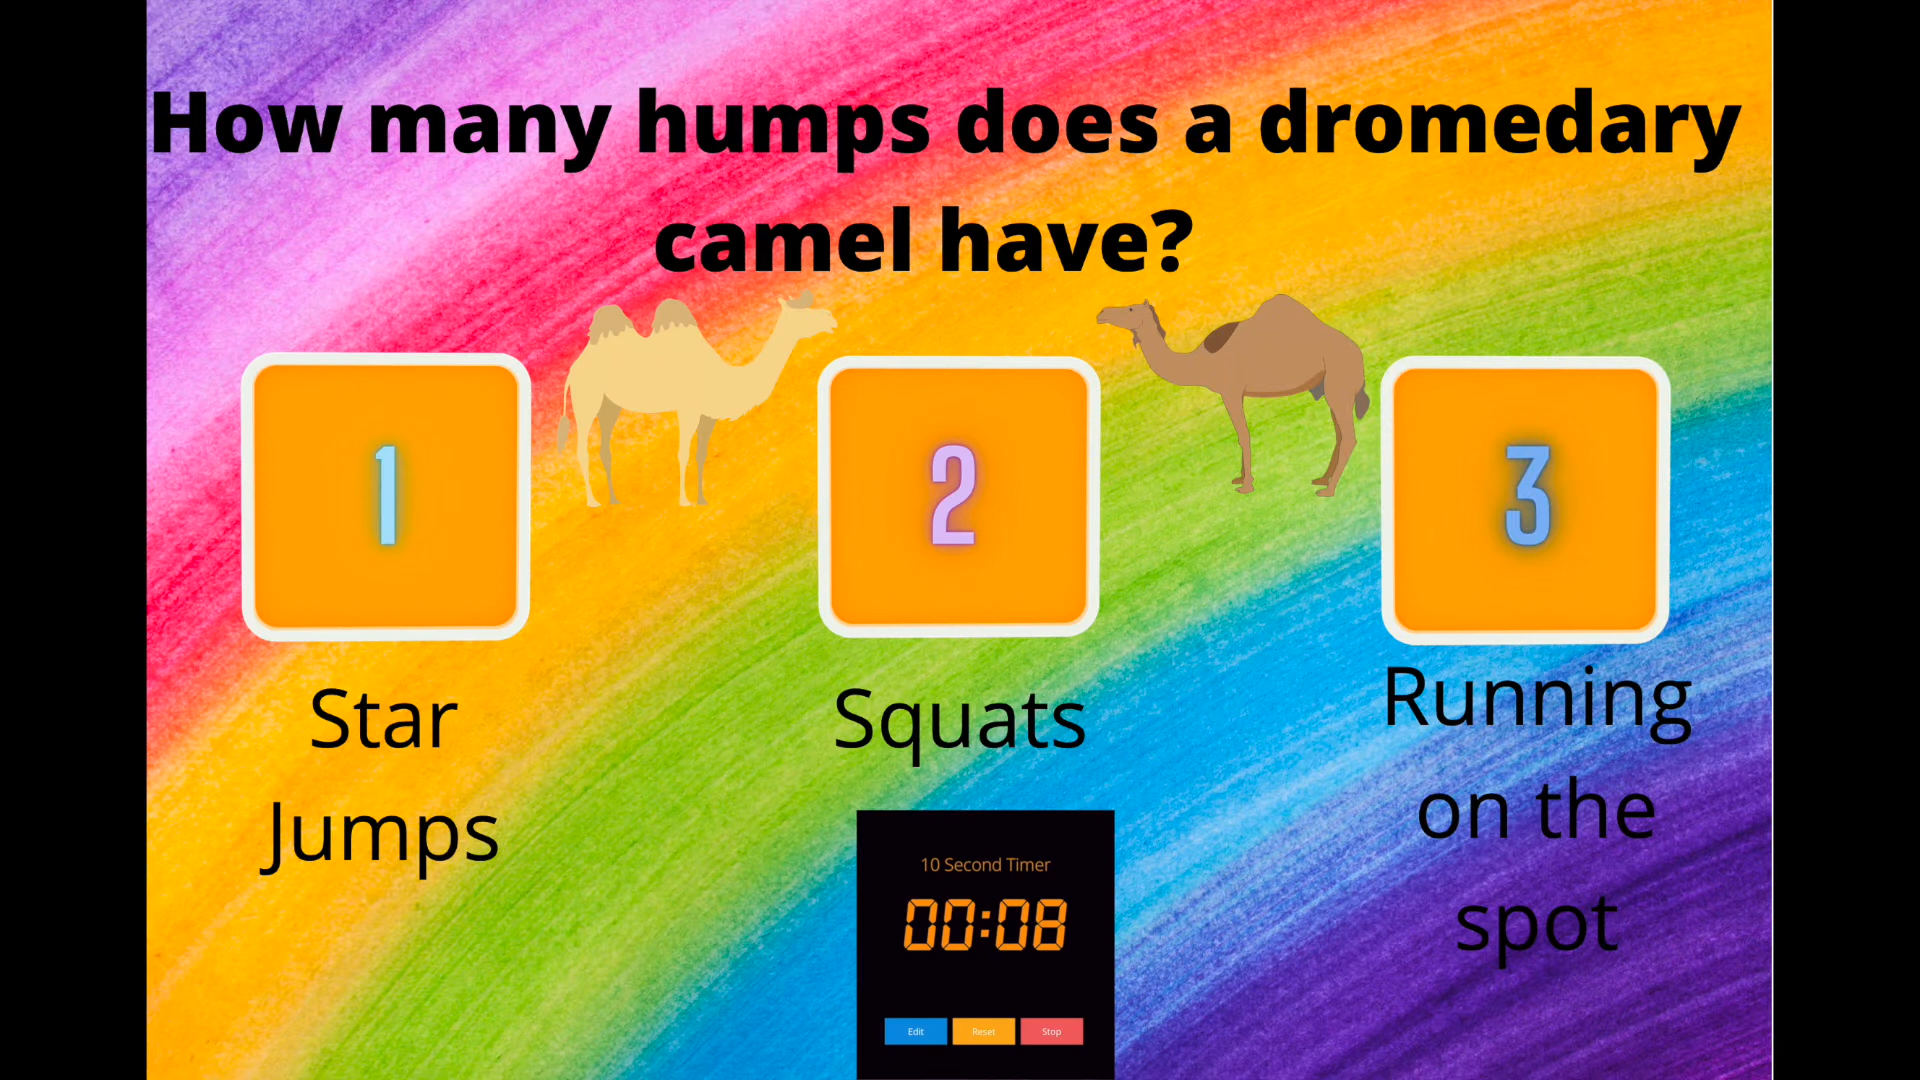 How many humps does a dromedary
camel have?
1
2
3
Star
Jumps
Squats
Running
on the
spot
10 Second Timer
00:08
Edit
Reset
Stop